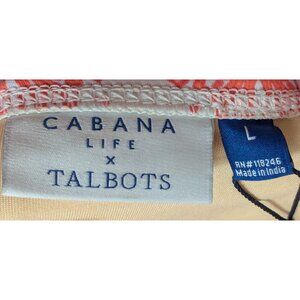 CABANA
LIFE
x
TALBOTS
L
RN#118246
Made in India